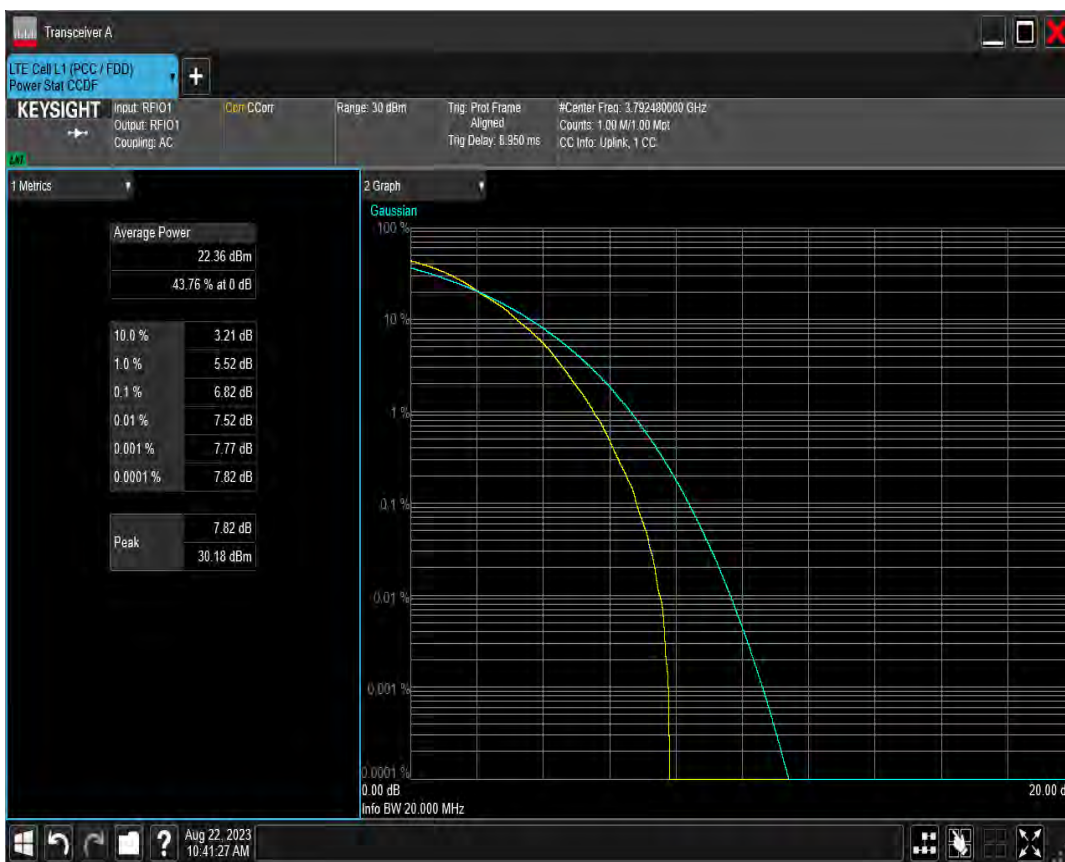 Transceiver A
LTE Cell L1 (PCC / FDD)
Power Stat CCDF
KEYSIGHT
Input: RFIO1
Output: RFIO1
Coupling: AC
Corr CCorr
Range: 30 dBm
Trig: Prot Frame
Aligned
Trig Delay: 6.950 ms
#Center Freq: 3.792480000 GHz
Counts: 1.00 M/1.00 Mpt
CC Info: Uplink, 1 CC
1 Metrics
Average Power
22.36 dBm
43.76 % at 0 dB
10.0 % 3.21 dB
1.0 % 5.52 dB
0.1 % 6.82 dB
0.01 % 7.52 dB
0.001 % 7.77 dB
0.0001 % 7.82 dB
Peak
7.82 dB
30.18 dBm
2 Graph
Gaussian
100 %
10 %
1 %
0.1 %
0.01 %
0.001 %
0.0001 %
0.00 dB
20.00 d
Info BW 20.000 MHz
Aug 22, 2023
10:41:27 AM